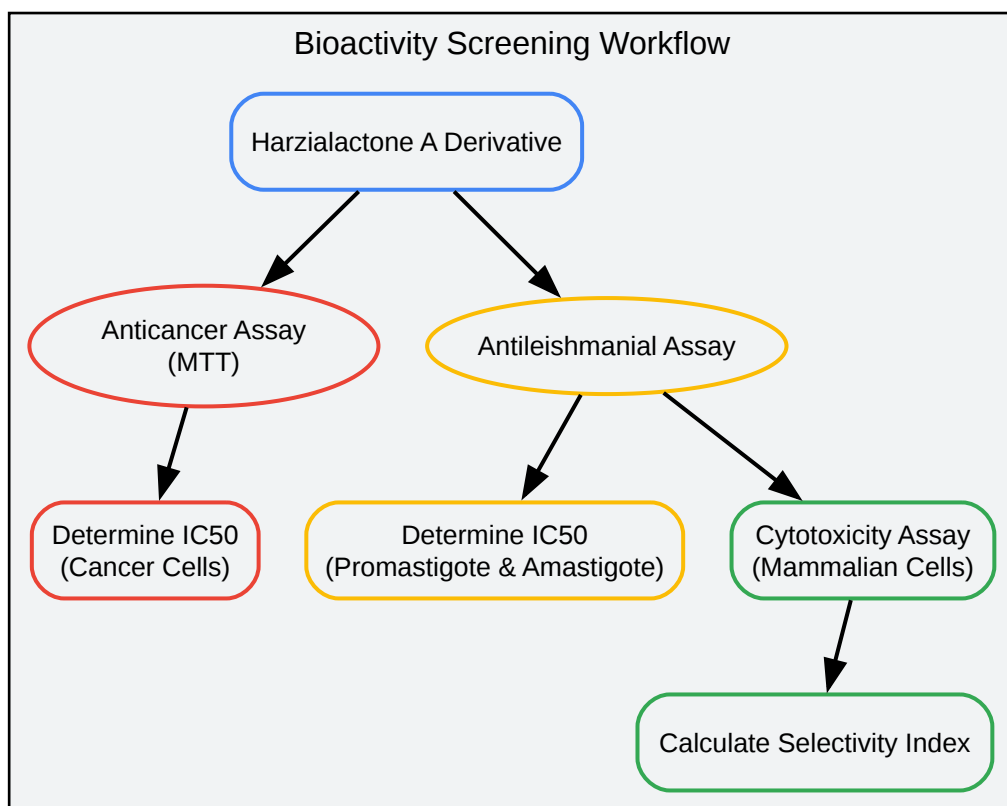 Bioactivity Screening Workflow
Harzialactone A Derivative
Anticancer Assay
(MTT)
Antileishmanial Assay
Determine IC50
(Cancer Cells)
Determine IC50
(Promastigote & Amastigote)
Cytotoxicity Assay
(Mammalian Cells)
Calculate Selectivity Index